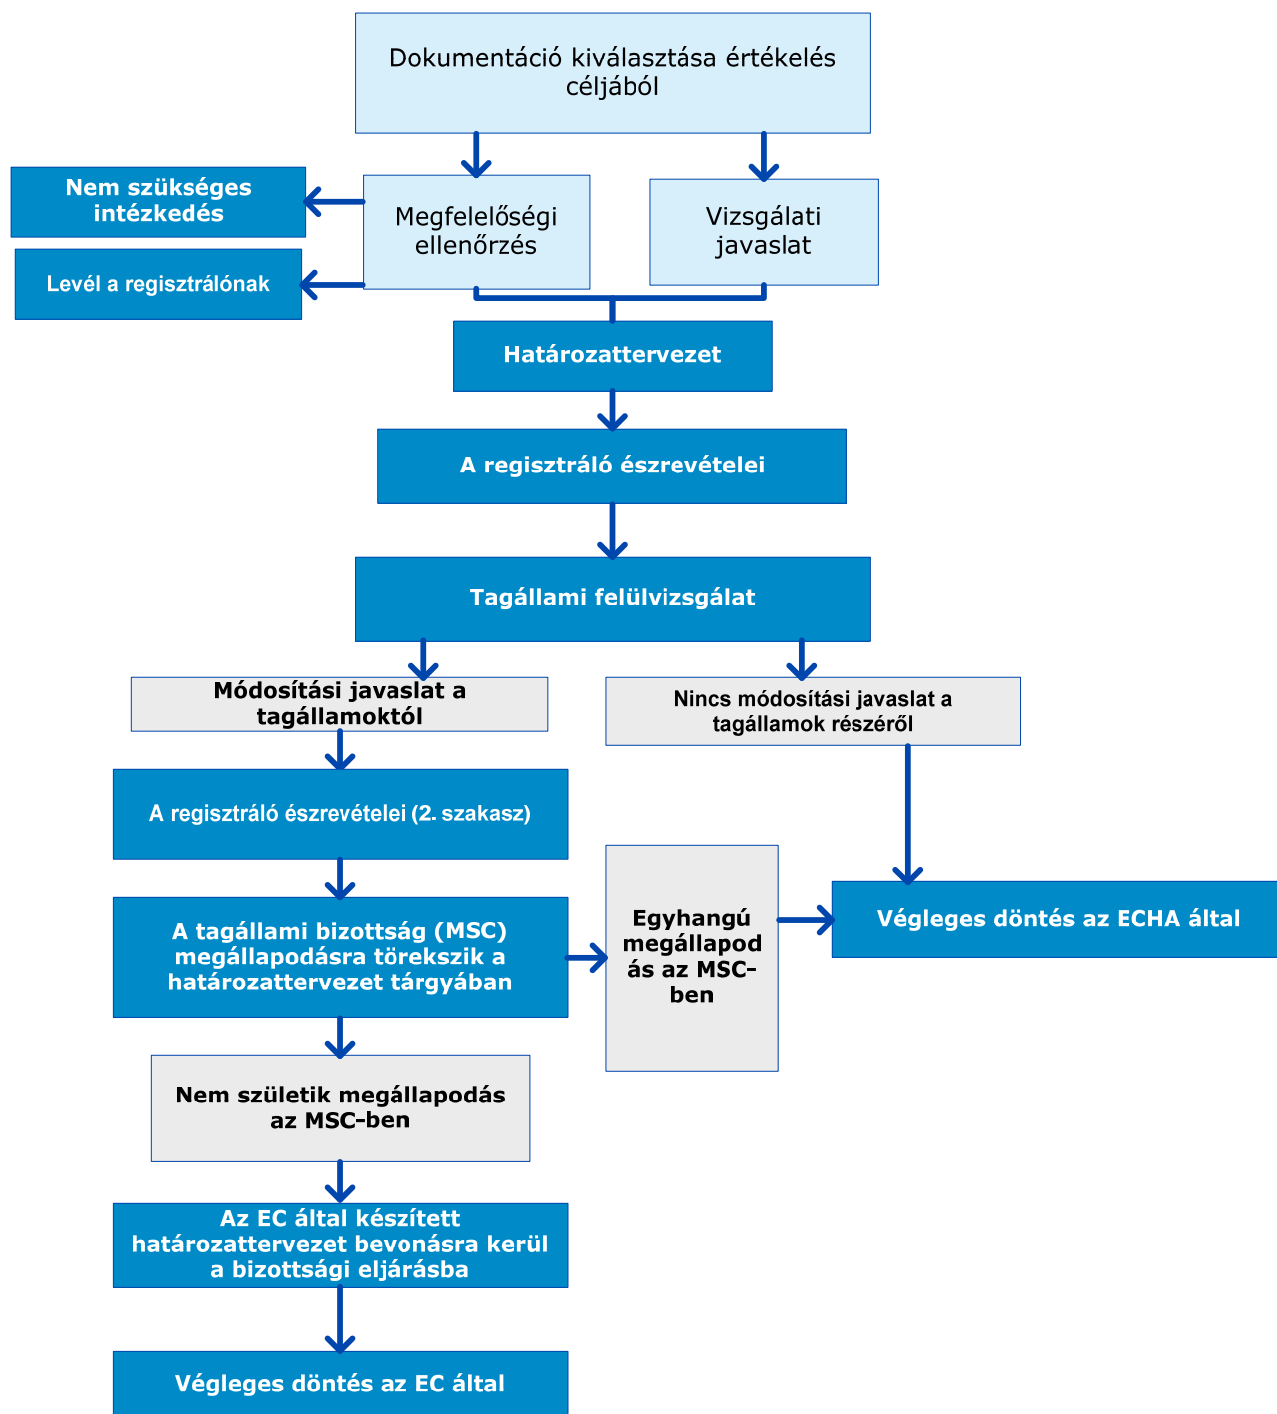 Dokumentáció kiválasztása értékelés
céljából
Nem szükséges
intézkedés
Megfelelőségi
ellenőrzés
Vizsgálati
javaslat
Levél a regisztrálónak
Határozattervezet
A regisztráló észrevételei
Tagállami felülvizsgálat
Módosítási javaslat a
tagállamoktól
Nincs módosítási javaslat a
tagállamok részéről
A regisztráló észrevételei (2. szakasz)
A tagállami bizottság (MSC)
megállapodásra törekszik a
határozattervezet tárgyában
Egyhangú
megállapod
ás az MSC-
ben
Végleges döntés az ECHA által
Nem születik megállapodás
az MSC-ben
Az EC által készített
határozattervezet bevonásra kerül
a bizottsági eljárásba
Végleges döntés az EC által